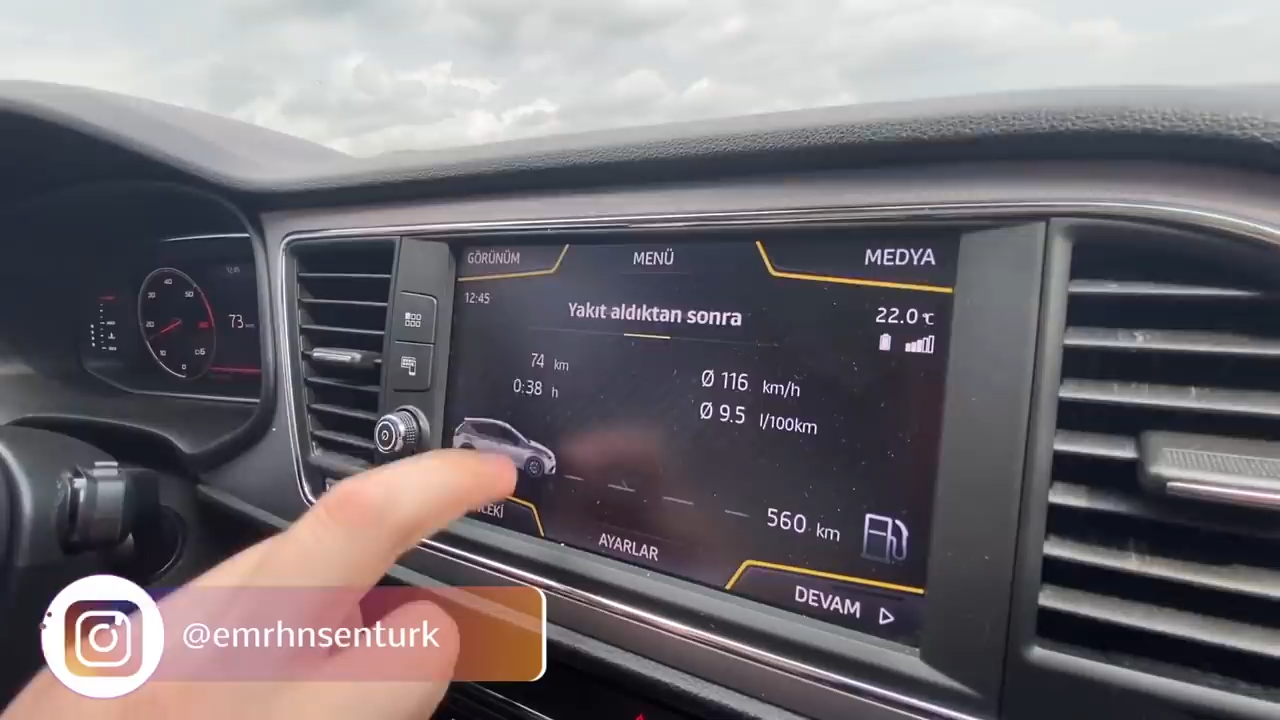 GÖRÜNÜM
MENÜ
MEDYA
12:45
Yakıt aldıktan sonra
22.0 °C
74 km
0:38 h
Ø 116 km/h
Ø 9.5 l/100km
560 km
AYARLAR
DEVAM
73
@emrhnsenturk